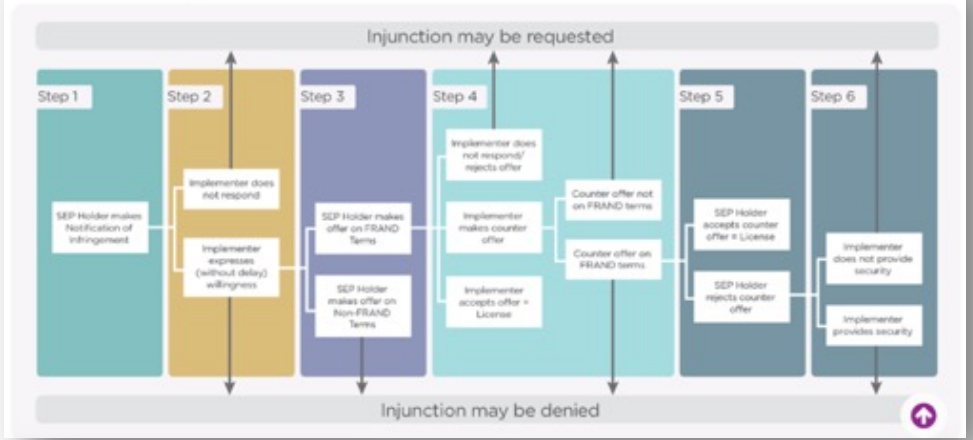 Injunction may be requested
Step 1
Step 2
Step 3
Step 4
Step 5
Step 6
SEP Holder makes
Notification of
Infringement
Implementer does
not respond
Implementer
expresses
(without delay)
willingness
SEP Holder makes
offer on FRAND
Terms
SEP Holder
makes offer on
Non-FRAND
Terms
Implementer does
not respond/
rejects offer
Implementer
makes counter
offer
Implementer
accepts offer =
License
Counter offer not
on FRAND terms
Counter offer on
FRAND terms
SEP Holder
accepts counter
offer = License
SEP Holder
rejects counter
offer
Implementer
does not provide
security
Implementer
provides security
Injunction may be denied